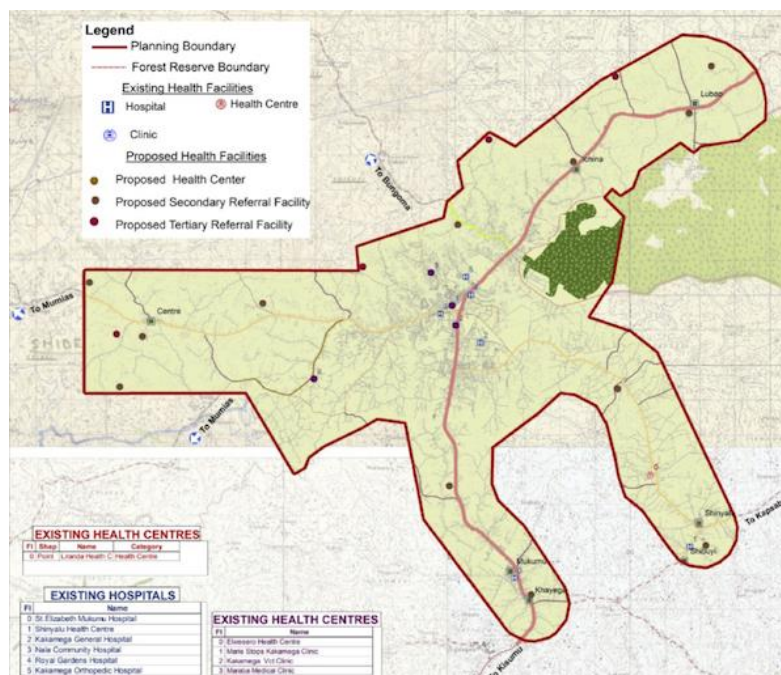 Legend
Planning Boundary
Forest Reserve Boundary
Existing Health Facilities
Hospital
Health Centre
Clinic
Proposed Health Facilities
Proposed Health Center
Proposed Secondary Referral Facility
Proposed Tertiary Referral Facility
To Bungoma
Lubao
To Mumias
Centre
To Mumias
Shinyalu
To Kapsab
Mukumu
Khayega
To Kisumu
EXISTING HEALTH CENTRES
FI Shap Name Category
0 Point Liranda Health C Health Centre
EXISTING HOSPITALS
FI Name
0 St.Elizabeth Mukumu Hospital
1 Shinyalu Health Centre
2 Kakamega General Hospital
3 Nala Community Hospital
4 Royal Gardens Hospital
5 Kakamega Orthopedic Hospital
EXISTING HEALTH CENTRES
FI Name
0 Elwesero Health Centre
1 Marie Stops Kakamega Clinic
2 Kakamega Vct Clinic
3 Maraba Medical Clinic